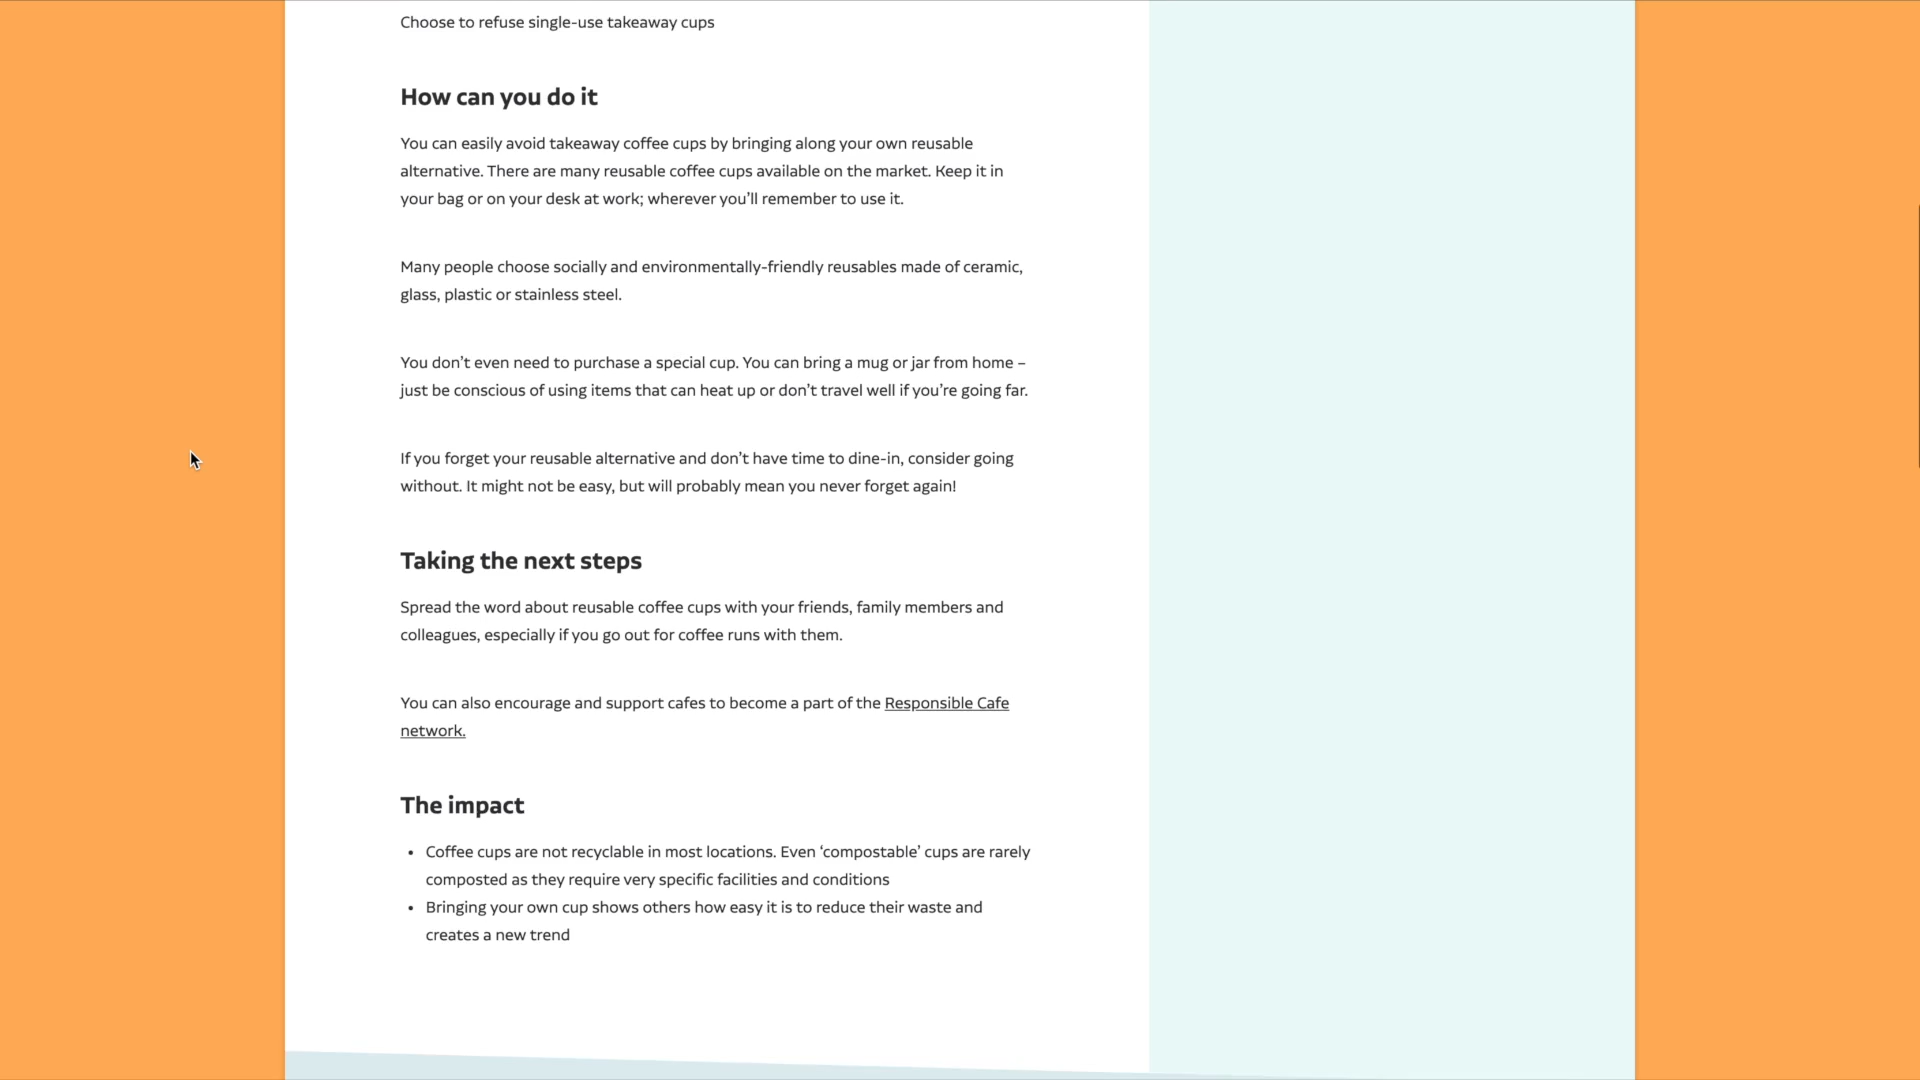 Choose to refuse single-use takeaway cups
How can you do it
You can easily avoid takeaway coffee cups by bringing along your own reusable
alternative. There are many reusable coffee cups available on the market. Keep it in
your bag or on your desk at work; wherever you’ll remember to use it.
Many people choose socially and environmentally-friendly reusables made of ceramic,
glass, plastic or stainless steel.
You don’t even need to purchase a special cup. You can bring a mug or jar from home –
just be conscious of using items that can heat up or don’t travel well if you’re going far.
If you forget your reusable alternative and don’t have time to dine-in, consider going
without. It might not be easy, but will probably mean you never forget again!
Taking the next steps
Spread the word about reusable coffee cups with your friends, family members and
colleagues, especially if you go out for coffee runs with them.
You can also encourage and support cafes to become a part of the Responsible Cafe
network.
The impact
• Coffee cups are not recyclable in most locations. Even ‘compostable’ cups are rarely
composted as they require very specific facilities and conditions
• Bringing your own cup shows others how easy it is to reduce their waste and
creates a new trend